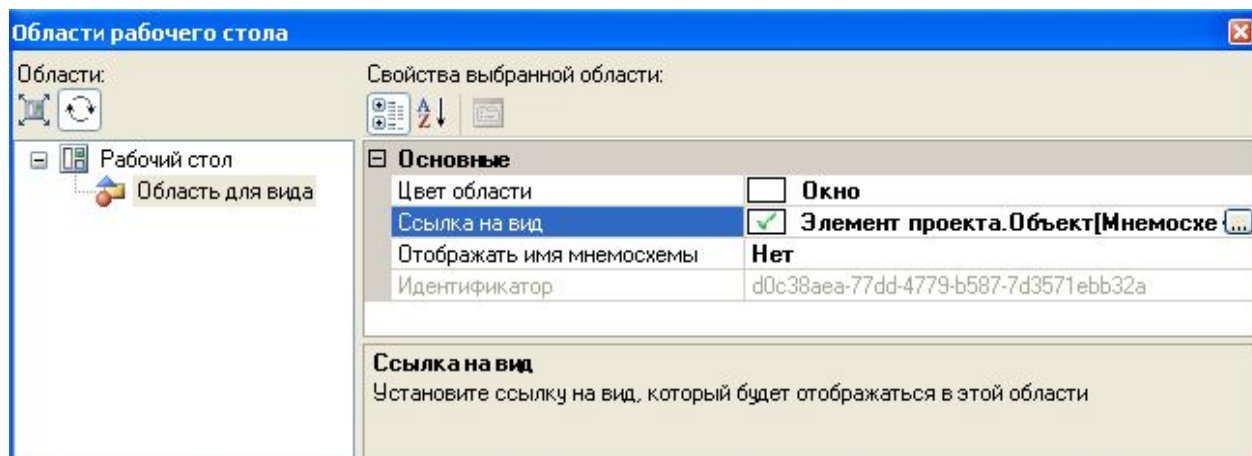 Области рабочего стола
Области:
Рабочий стол
Область для вида
Свойства выбранной области:
Основные
Цвет области Окно
Ссылка на вид Элемент проекта.Объект[Мнемосхе ...
Отображать имя мнемосхемы Нет
Идентификатор d0c38aea-77dd-4779-b587-7d3571ebb32a
Ссылка на вид
Установите ссылку на вид, который будет отображаться в этой области